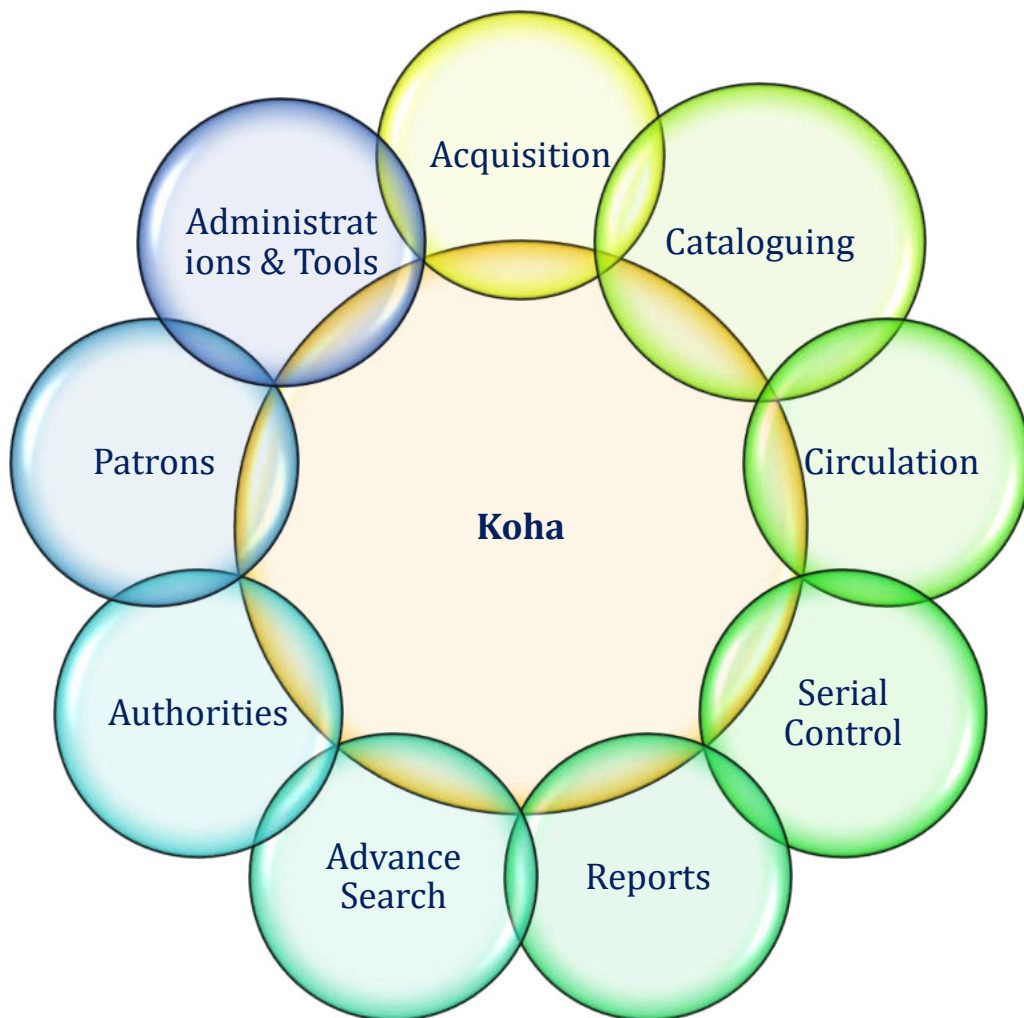 Acquisition
Cataloguing
Circulation
Serial
Control
Reports
Advance
Search
Authorities
Patrons
Administrat
ions & Tools
Koha